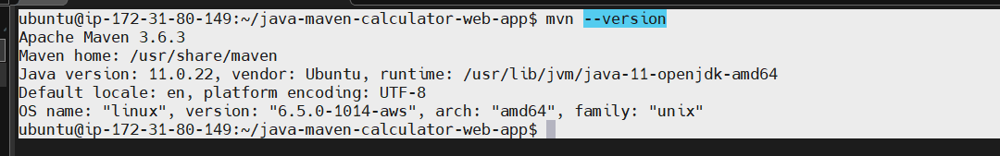 ubuntu@ip-172-31-80-149:~/java-maven-calculator-web-app$ mvn --version
Apache Maven 3.6.3
Maven home: /usr/share/maven
Java version: 11.0.22, vendor: Ubuntu, runtime: /usr/lib/jvm/java-11-openjdk-amd64
Default locale: en, platform encoding: UTF-8
OS name: "linux", version: "6.5.0-1014-aws", arch: "amd64", family: "unix"
ubuntu@ip-172-31-80-149:~/java-maven-calculator-web-app$